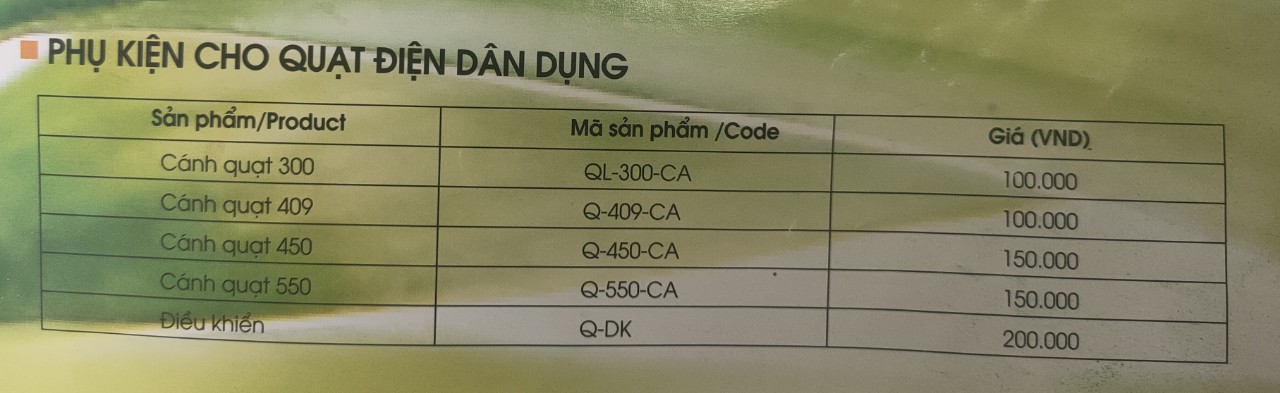 PHỤ KIỆN CHO QUẠT ĐIỆN DÂN DỤNG
Sản phẩm/Product Mã sản phẩm /Code Giá (VND)
Cánh quạt 300 QL-300-CA 100.000
Cánh quạt 409 Q-409-CA 100.000
Cánh quạt 450 Q-450-CA 150.000
Cánh quạt 550 Q-550-CA 150.000
Điều khiển Q-DK 200.000